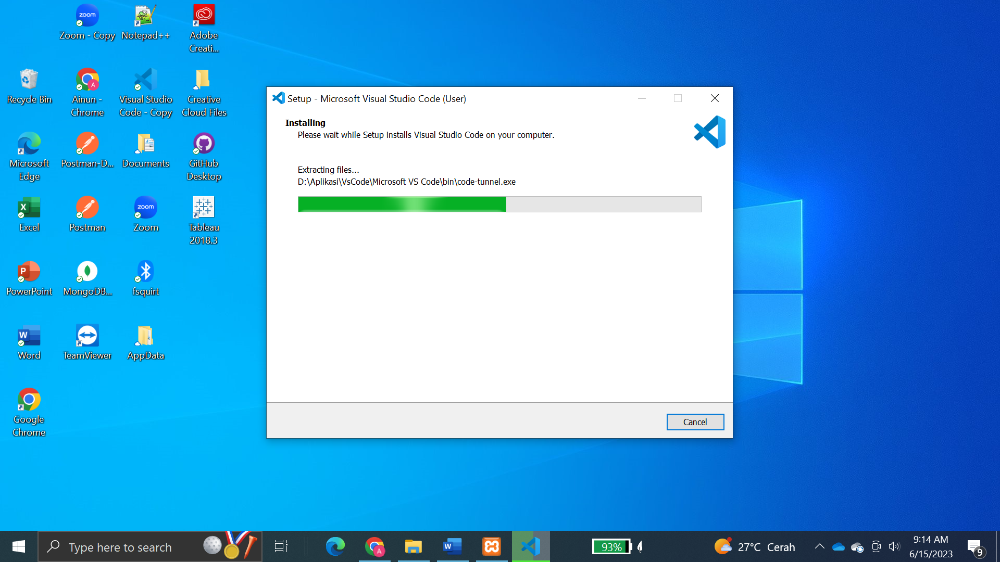 Zoom - Copy
Notepad++
Adobe
Creati...
Recycle Bin
Ainun -
Chrome
Visual Studio
Code - Copy
Creative
Cloud Files
Microsoft
Edge
Postman-D...
Documents
GitHub
Desktop
Excel
Postman
Zoom
Tableau
2018.3
PowerPoint
MongoDB...
fsquirt
Word
TeamViewer
AppData
Google
Chrome
Setup - Microsoft Visual Studio Code (User)
Installing
Please wait while Setup installs Visual Studio Code on your computer.
Extracting files...
D:\Aplikasi\VsCode\Microsoft VS Code\bin\code-tunnel.exe
Cancel
Type here to search
93%
27°C Cerah
9:14 AM
6/15/2023
9